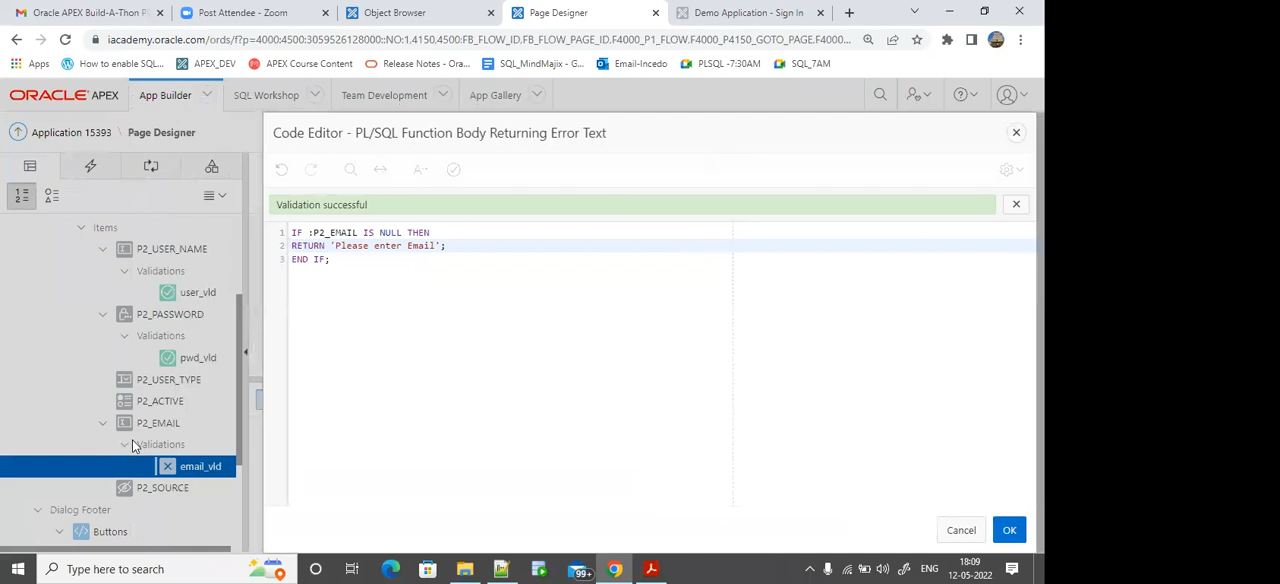 Oracle APEX Build-A-Thon P
Post Attendee - Zoom
Object Browser
Page Designer
Demo Application - Sign In
iacademy.oracle.com/ords/f?p=4000:4500:3059526128000::NO:1,4150,4500:FB_FLOW_ID,FB_FLOW_PAGE_ID,F4000_P1_FLOW,F4000_P4150_GOTO_PAGE,F4000...
Apps
How to enable SQL...
APEX_DEV
APEX Course Content
Release Notes - Ora...
SQL_MindMajix - G...
Email-Incedo
PLSQL -7:30AM
SQL_7AM
ORACLE APEX
App Builder
SQL Workshop
Team Development
App Gallery
Application 15393 \ Page Designer
Code Editor - PL/SQL Function Body Returning Error Text
Validation successful
1 IF :P2_EMAIL IS NULL THEN
2 RETURN 'Please enter Email';
3 END IF;
Items
P2_USER_NAME
Validations
user_vld
P2_PASSWORD
Validations
pwd_vld
P2_USER_TYPE
P2_ACTIVE
P2_EMAIL
Validations
email_vld
P2_SOURCE
Dialog Footer
Buttons
Cancel
OK
Type here to search
99+
ENG
18:09
12-05-2022